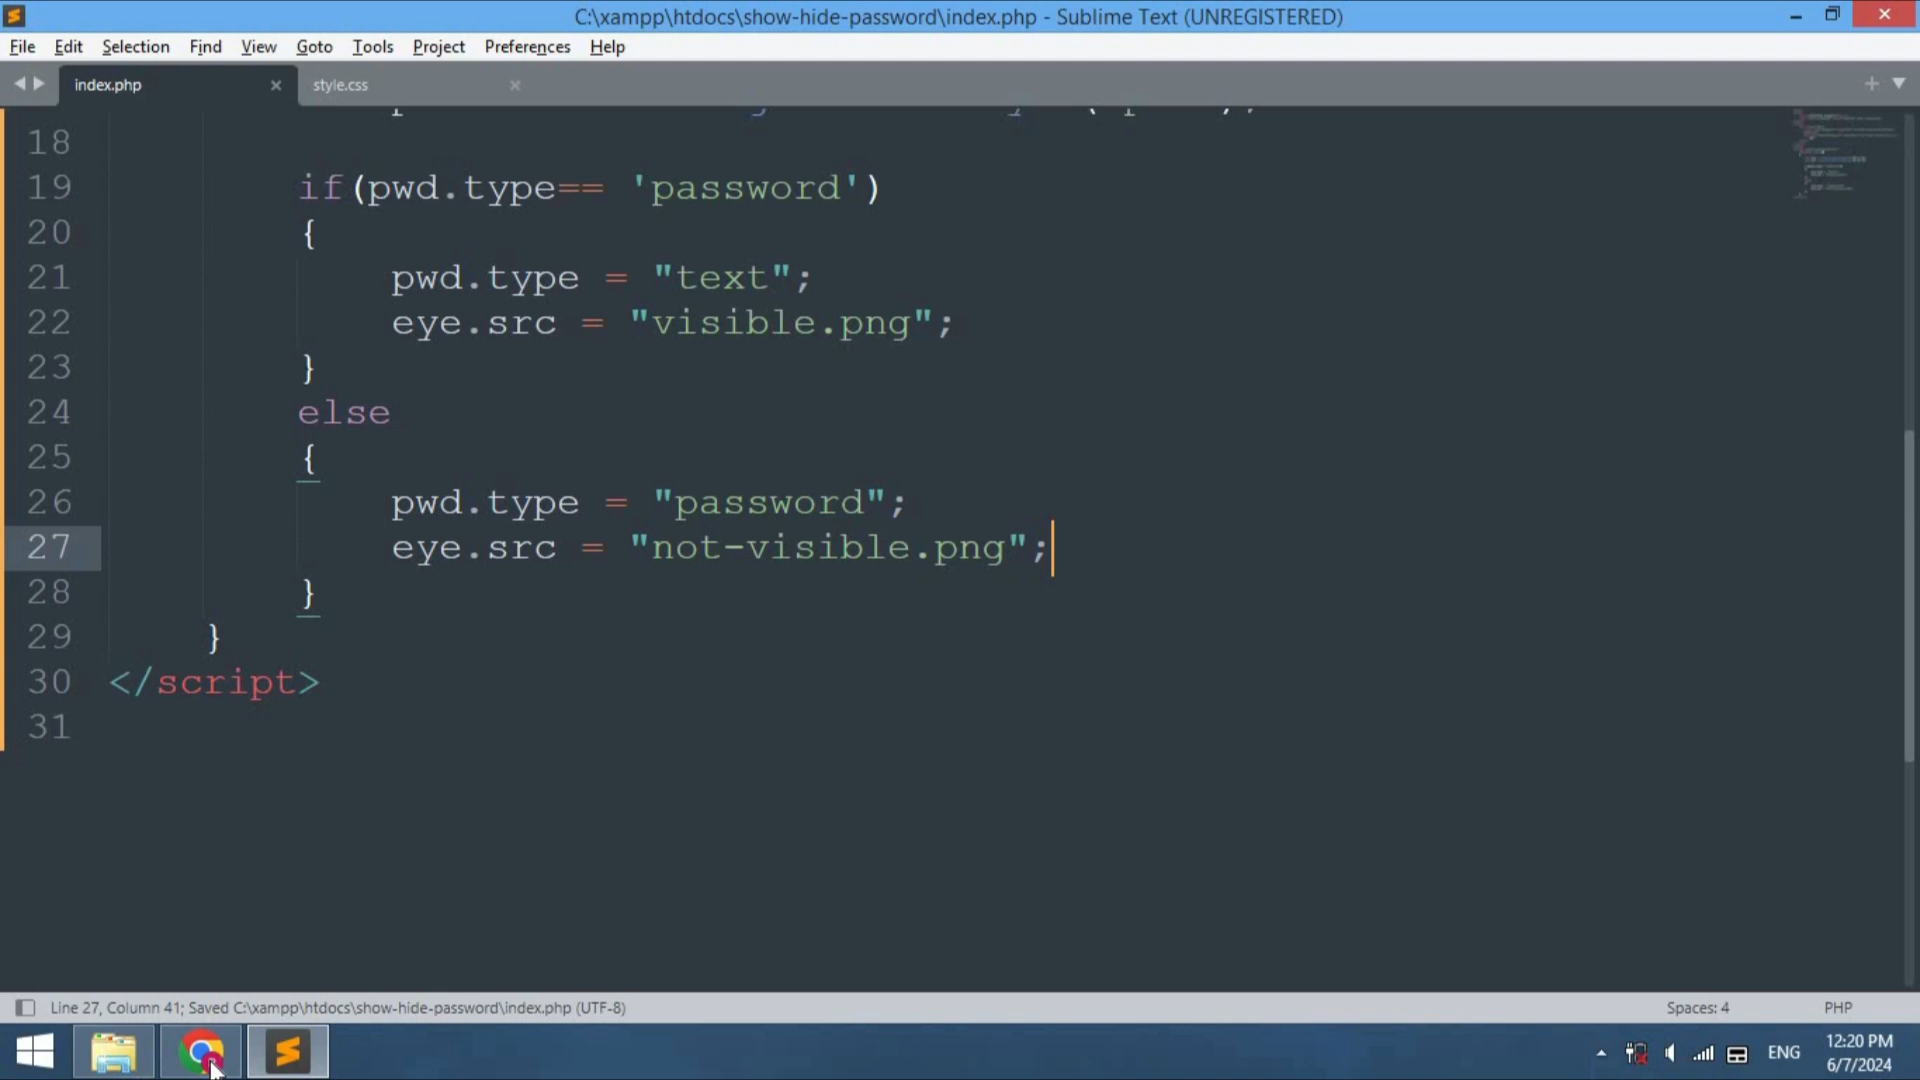 C:\xampp\htdocs\show-hide-password\index.php - Sublime Text (UNREGISTERED)
File Edit Selection Find View Goto Tools Project Preferences Help
index.php style.css
18
19 if(pwd.type== 'password')
20 {
21 pwd.type = "text";
22 eye.src = "visible.png";
23 }
24 else
25 {
26 pwd.type = "password";
27 eye.src = "not-visible.png";
28 }
29 }
30 </script>
31
Line 27, Column 41; Saved C:\xampp\htdocs\show-hide-password\index.php (UTF-8) Spaces: 4 PHP
ENG 12:20 PM
6/7/2024